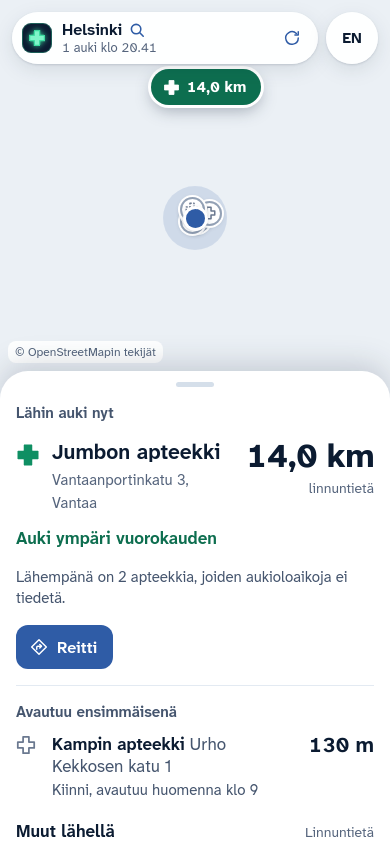 Helsinki
1 auki klo 20.41
EN
14,0 km
© OpenStreetMapin tekijät
Lähin auki nyt
Jumbon apteekki
14,0 km
Vantaanportinkatu 3,
Vantaa
linnuntietä
Auki ympäri vuorokauden
Lähempänä on 2 apteekkia, joiden aukioloaikoja ei
tiedetä.
Reitti
Avautuu ensimmäisenä
Kampin apteekki Urho
Kekkosen katu 1
130 m
Kiinni, avautuu huomenna klo 9
Muut lähellä
Linnuntietä